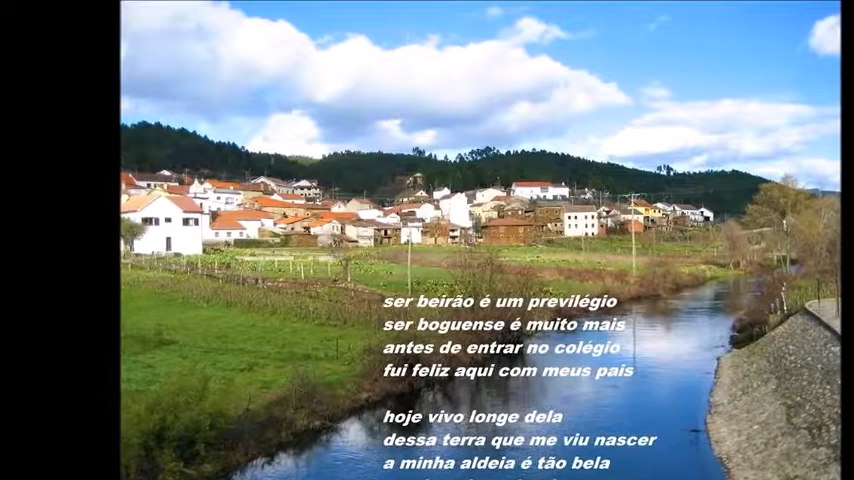 ser beirão é um previlégio
ser boguense é muito mais
antes de entrar no colégio
fui feliz aqui com meus pais
hoje vivo longe dela
dessa terra que me viu nascer
a minha aldeia é tão bela